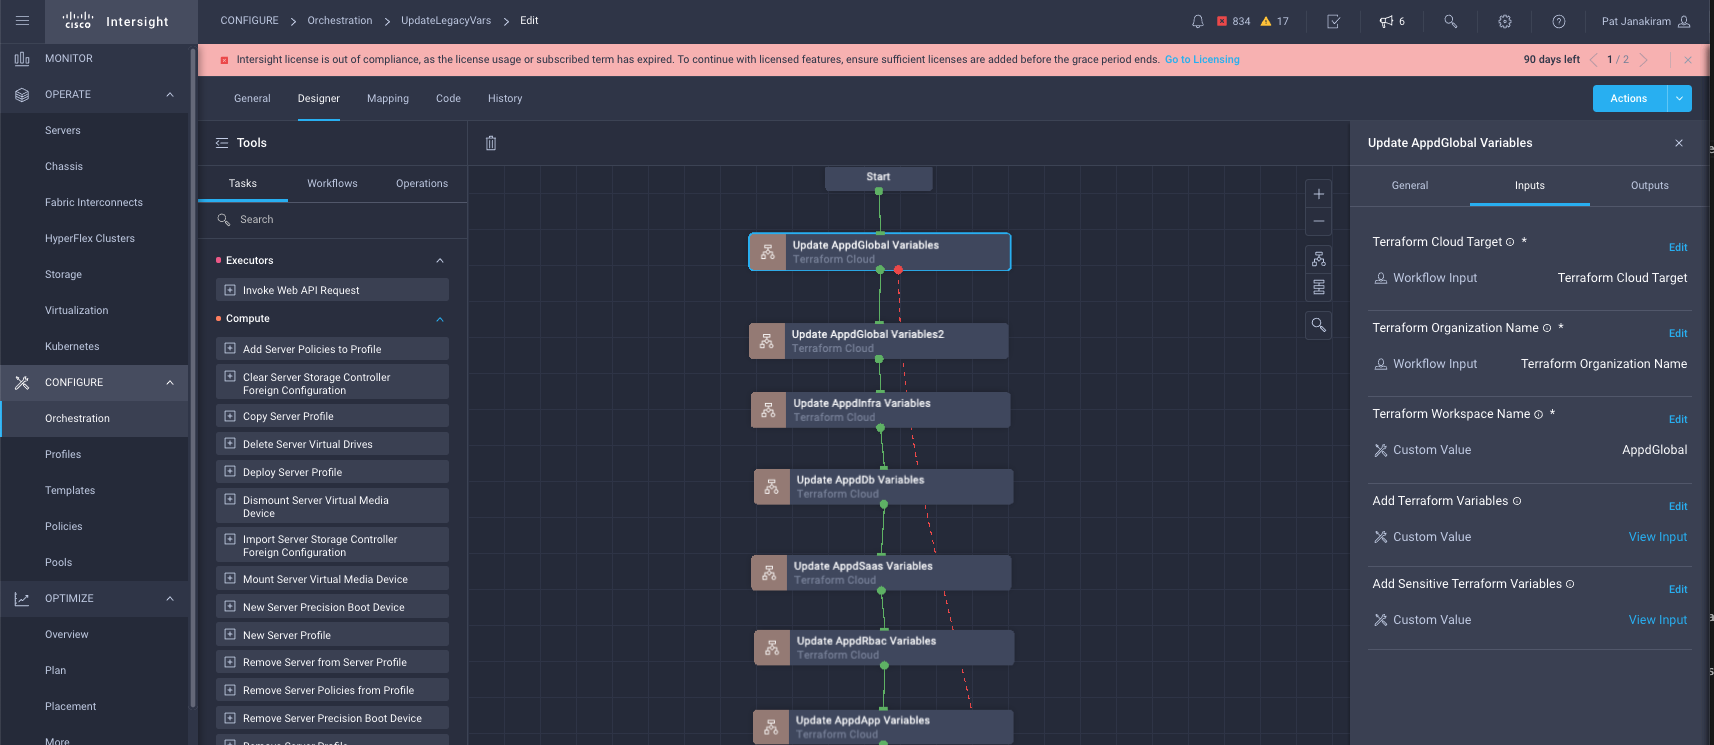 cisco Intersight
CONFIGURE > Orchestration > UpdateLegacyVars > Edit
834 17
6
Pat Janakiram
MONITOR
OPERATE
Servers
Chassis
Fabric Interconnects
HyperFlex Clusters
Storage
Virtualization
Kubernetes
CONFIGURE
Orchestration
Profiles
Templates
Policies
Pools
OPTIMIZE
Overview
Plan
Placement
More
Intersight license is out of compliance, as the license usage or subscribed term has expired. To continue with licensed features, ensure sufficient licenses are added before the grace period ends. Go to Licensing
90 days left 1 / 2
General Designer Mapping Code History
Actions
Tools
Tasks Workflows Operations
Search
Executors
Invoke Web API Request
Compute
Add Server Policies to Profile
Clear Server Storage Controller
Foreign Configuration
Copy Server Profile
Delete Server Virtual Drives
Deploy Server Profile
Dismount Server Virtual Media
Device
Import Server Storage Controller
Foreign Configuration
Mount Server Virtual Media Device
New Server Precision Boot Device
New Server Profile
Remove Server from Server Profile
Remove Server Policies from Profile
Remove Server Precision Boot Device
Remove Server Profile
Start
Update AppdGlobal Variables
Terraform Cloud
Update AppdGlobal Variables2
Terraform Cloud
Update AppdInfra Variables
Terraform Cloud
Update AppdDb Variables
Terraform Cloud
Update AppdSaas Variables
Terraform Cloud
Update AppdRbac Variables
Terraform Cloud
Update AppdApp Variables
Terraform Cloud
Update AppdGlobal Variables
General Inputs Outputs
Terraform Cloud Target *
Edit
Workflow Input Terraform Cloud Target
Terraform Organization Name *
Edit
Workflow Input Terraform Organization Name
Terraform Workspace Name *
Edit
Custom Value AppdGlobal
Add Terraform Variables
Edit
Custom Value View Input
Add Sensitive Terraform Variables
Edit
Custom Value View Input